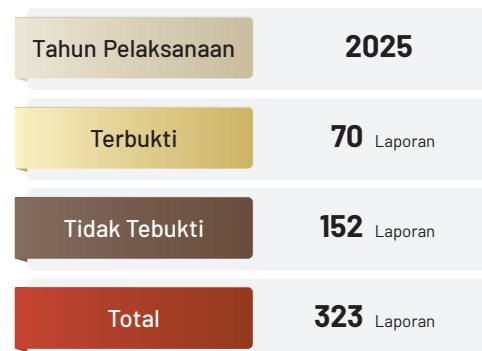 Tahun Pelaksanaan 2025
Terbukti 70 Laporan
Tidak Tebukti 152 Laporan
Total 323 Laporan